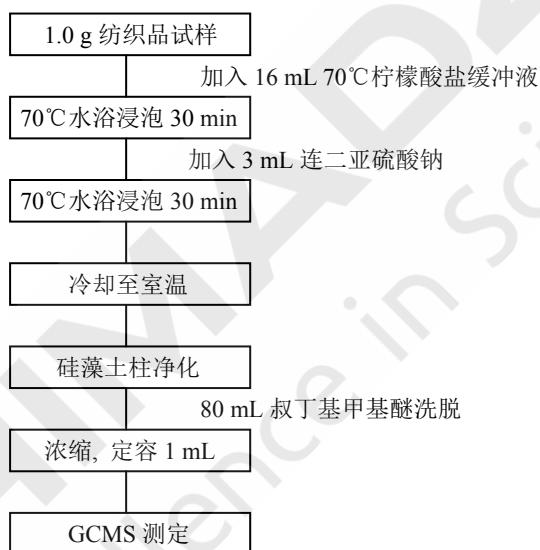 1.0 g 纺织品试样
加入 16 mL 70℃柠檬酸盐缓冲液
70℃水浴浸泡 30 min
加入 3 mL 连二亚硫酸钠
70℃水浴浸泡 30 min
冷却至室温
硅藻土柱净化
80 mL 叔丁基甲基醚洗脱
浓缩, 定容 1 mL
GCMS 测定